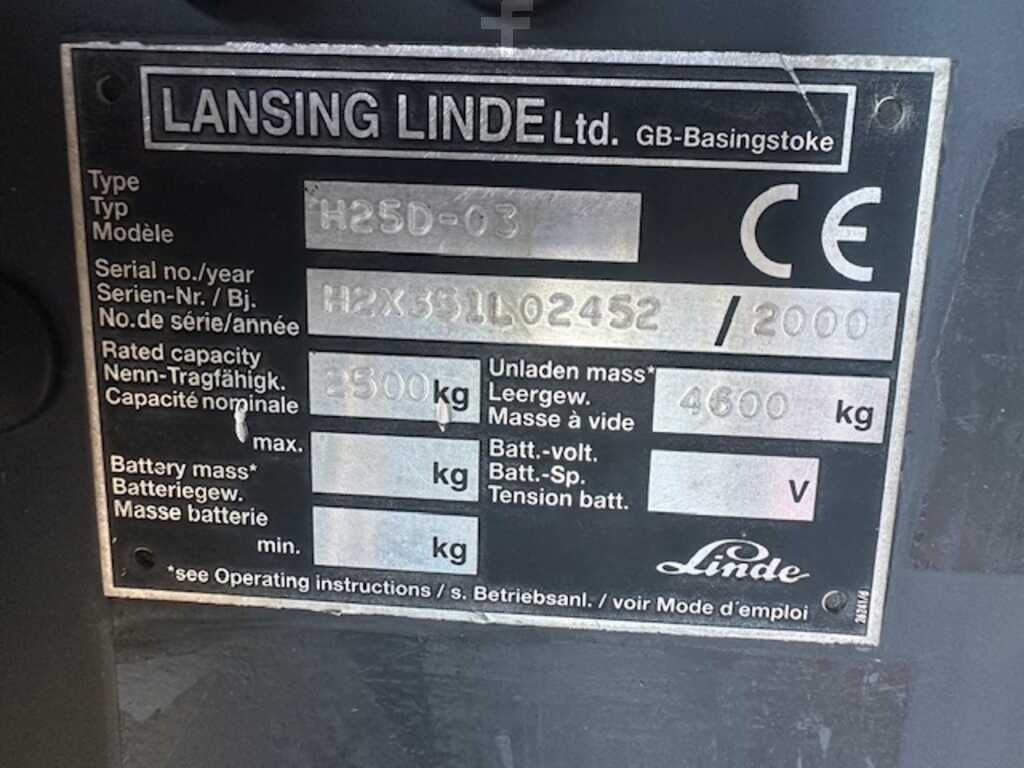 LANSING LINDE Ltd. GB-Basingstoke
Type
Typ
Modèle
H25D-03
CE
Serial no./year
Serien-Nr. / Bj.
No.de série/année
H2X351L02452 / 2000
Rated capacity
Nenn-Tragfähigk.
Capacité nominale
2500 kg
Unladen mass*
Leergew.
Masse à vide
4600 kg
max.
kg
Battery mass*
Batteriegew.
Masse batterie
min.
kg
Batt.-volt.
Batt.-Sp.
Tension batt.
V
Linde
*see Operating instructions / s. Betriebsanl. / voir Mode d'emploi